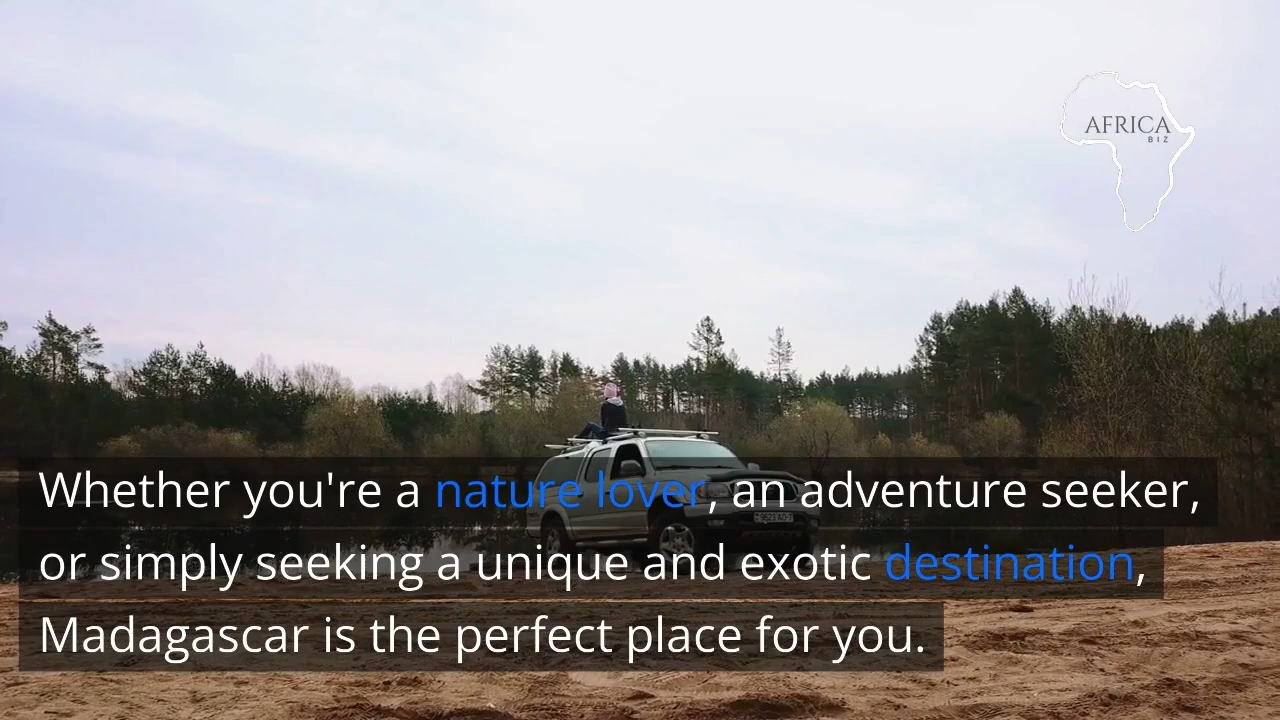 AFRICA
BIZ
Whether you're a nature lover, an adventure seeker,
or simply seeking a unique and exotic destination,
Madagascar is the perfect place for you.